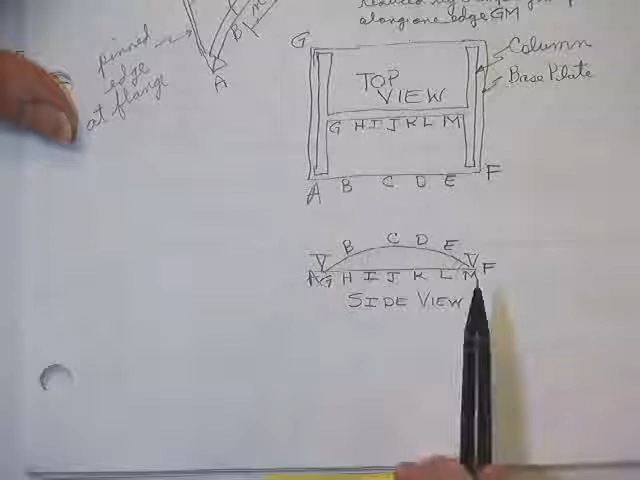 along one edge GM
pinned
edge
at flange
A
G
Column
Base Plate
TOP
VIEW
G H I J K L M
A B C D E F
B C D E
A G H I J K L M F
SIDE VIEW